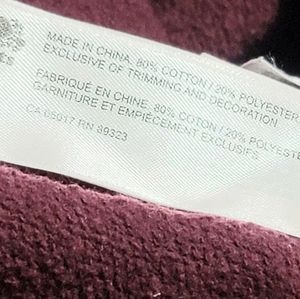 MADE IN CHINA, 80% COTTON / 20% POLYESTER
EXCLUSIVE OF TRIMMING AND DECORATION
FABRIQUÉ EN CHINE, 80% COTON / 20% POLYESTER
GARNITURE ET EMPIÈCEMENT EXCLUSIFS.
CA 05017 RN 89323